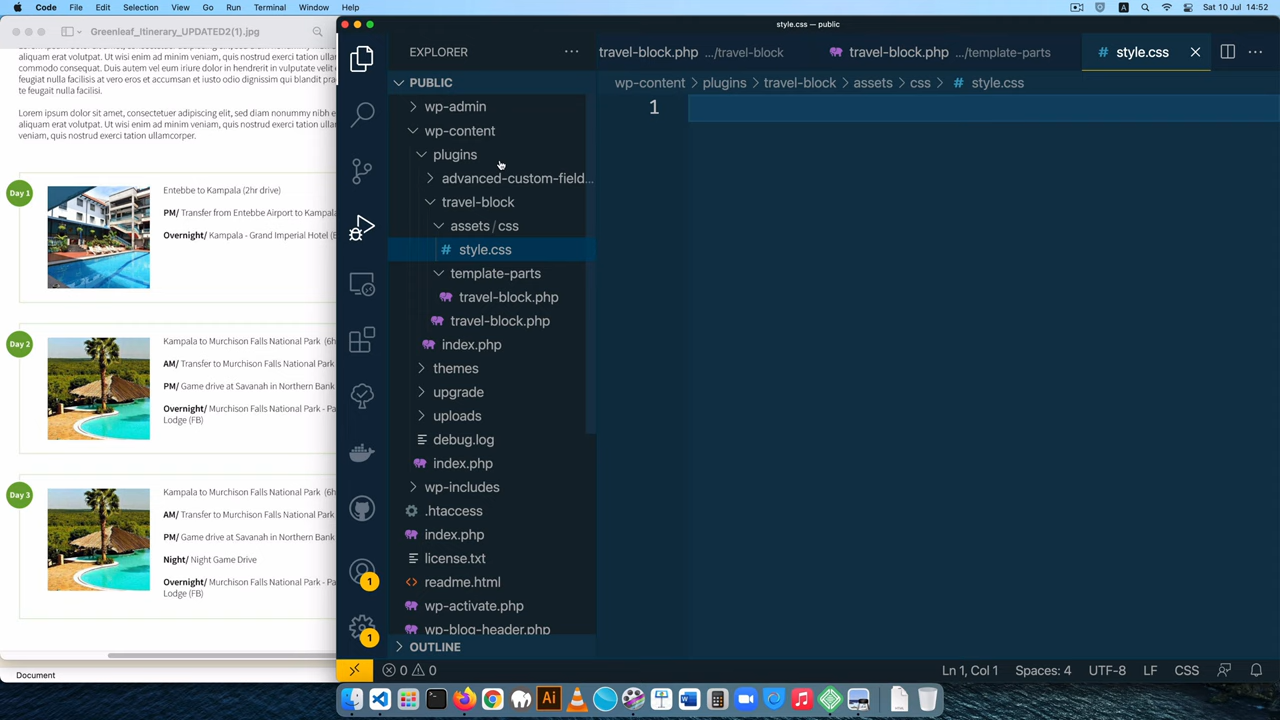 Code File Edit Selection View Go Run Terminal Window Help
A Sat 10 Jul 14:52
Greenleaf_Itinerary_UPDATED2(1).jpg
aliquam erat volutpat. Ut wisi enim ad minim veniam, quis nostru
commodo consequat. Duis autem vel eum iriure dolor in hendrerit
feugiat nulla facilisis at vero eros et iusto odio dignissim qui blandit prae
te feugait nulla facilisi.
Lorem ipsum dolor sit amet, consectetuer adipiscing elit, sed diam nonummy nibh e
aliquam erat volutpat. Ut wisi enim ad minim veniam, quis nostrud exerci tation ullam
veniam, quis nostrud exerci tation ullamcorper.
Day 1
Entebbe to Kampala (2hr drive)
PM/ Transfer from Entebbe Airport to Kampala
Overnight/ Kampala - Grand Imperial Hotel (B
Day 2
Kampala to Murchison Falls National Park (6h
AM/ Transfer to Murchison Falls National Park
PM/ Game drive at Savanah in Northern Bank
Overnight/ Murchison Falls National Park - Pa
Lodge (FB)
Day 3
Kampala to Murchison Falls National Park (6h
AM/ Transfer to Murchison Falls National Park
PM/ Game drive at Savanah in Northern Bank
Night/ Night Game Drive
Overnight/ Murchison Falls National Park - Pa
Lodge (FB)
Document
style.css — public
EXPLORER ···
PUBLIC
wp-admin
wp-content
plugins
advanced-custom-field...
travel-block
assets / css
# style.css
template-parts
travel-block.php
travel-block.php
index.php
themes
upgrade
uploads
debug.log
index.php
wp-includes
.htaccess
index.php
license.txt
readme.html
wp-activate.php
wp-blog-header.php
OUTLINE
1
1
travel-block.php .../travel-block
travel-block.php .../template-parts
# style.css
wp-content > plugins > travel-block > assets > css > # style.css
1
0 0
Ln 1, Col 1 Spaces: 4 UTF-8 LF CSS
Ai
W